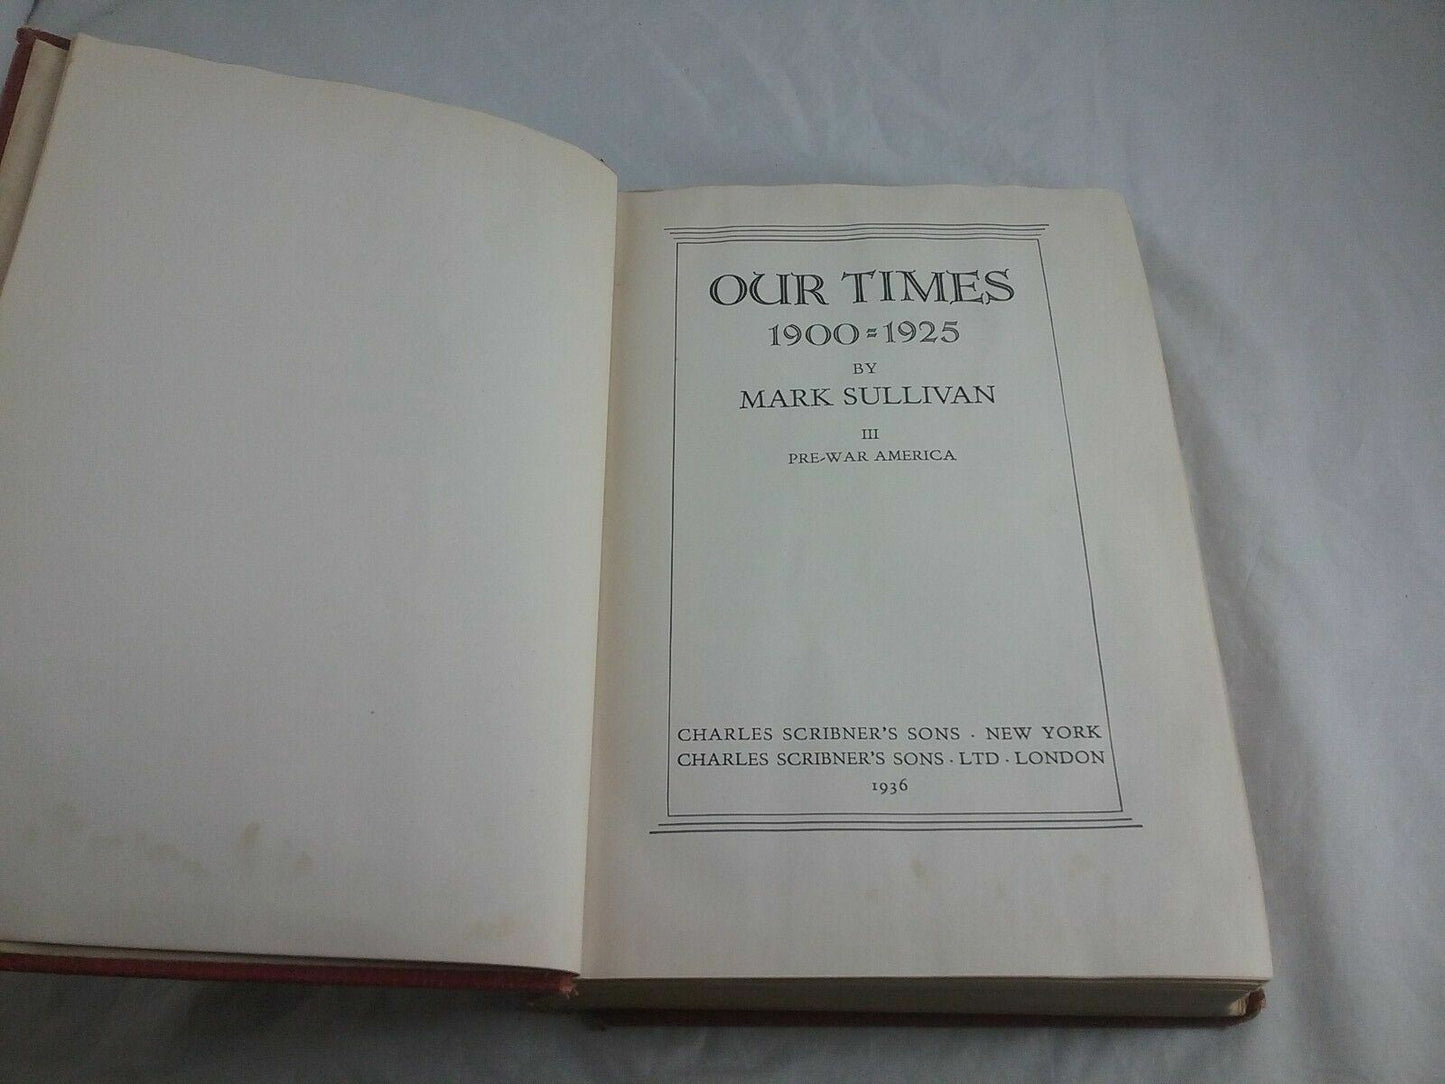 OUR TIMES
1900=1925
BY
MARK SULLIVAN
III
PRE-WAR AMERICA
CHARLES SCRIBNER'S SONS · NEW YORK
CHARLES SCRIBNER'S SONS · LTD · LONDON
1936